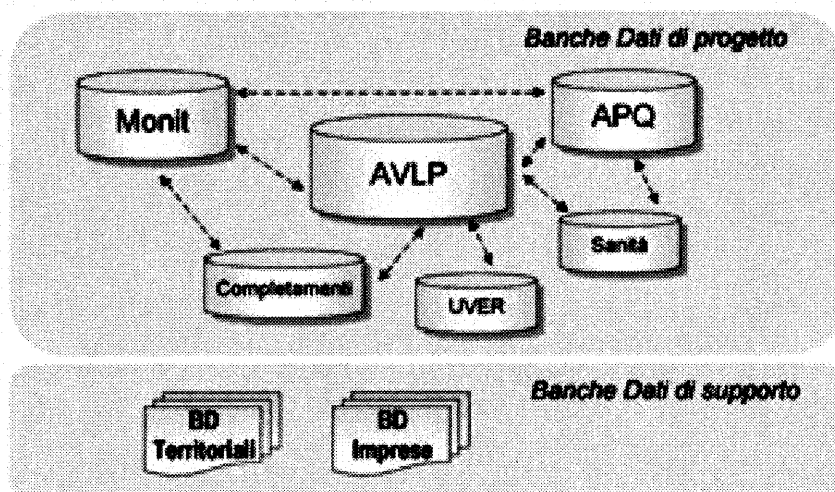 Banche Dati di progetto
Monit
APQ
AVLP
Sanità
Completamenti
UVER
Banche Dati di supporto
BD
Territoriali
BD
Imprese